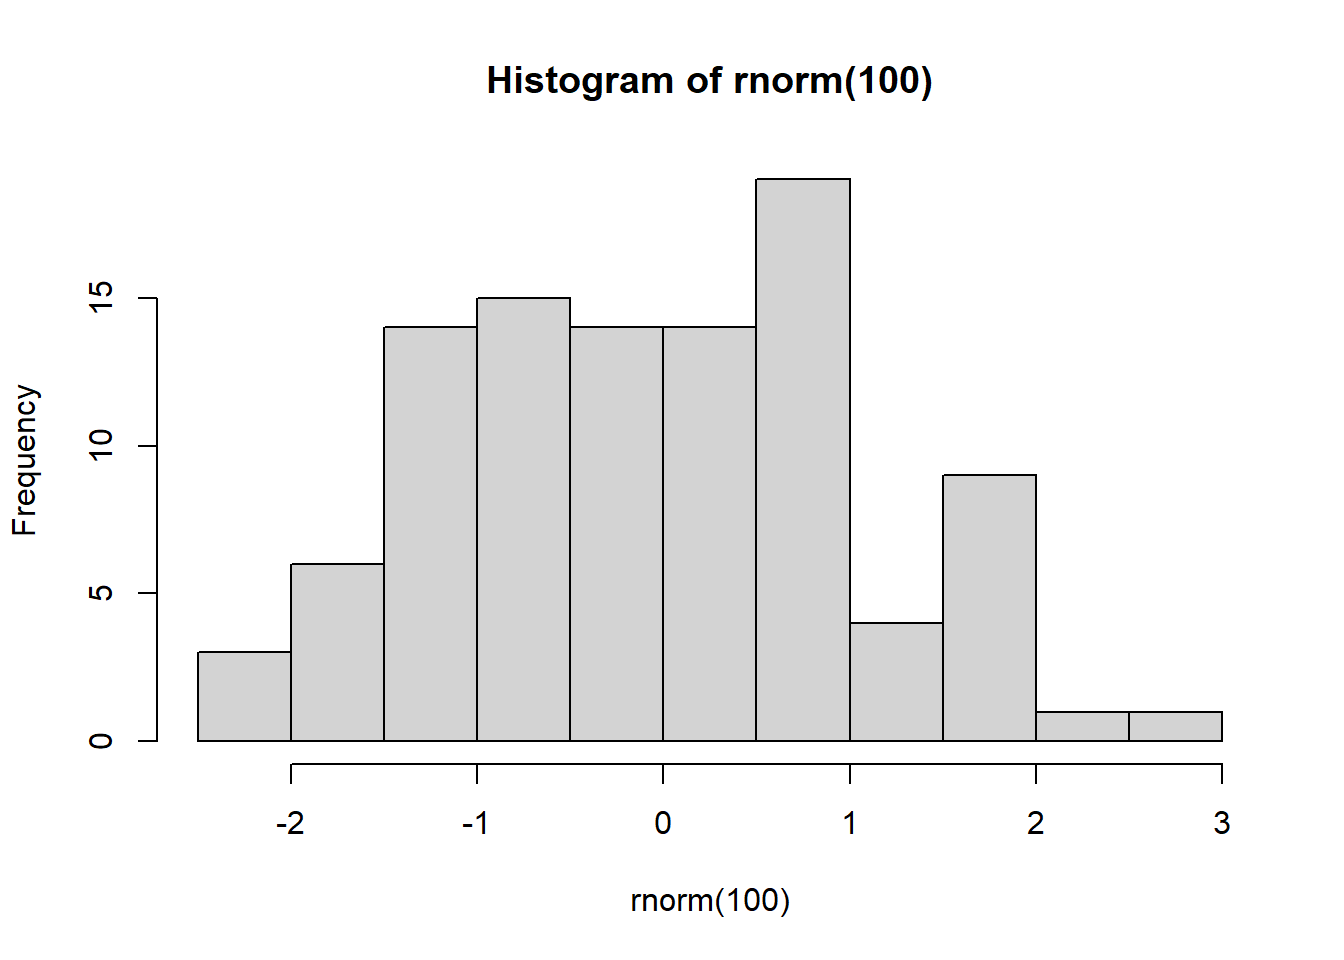 Histogram of rnorm(100)
Frequency
15
10
5
0
-2 -1 0 1 2 3
rnorm(100)